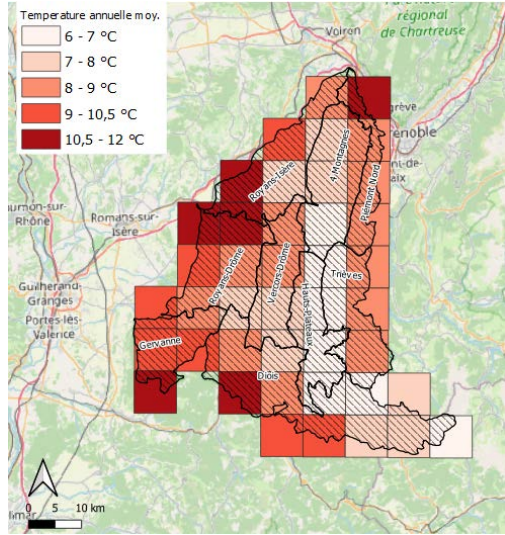 Temperature annuelle moy.
6 - 7 °C
7 - 8 °C
8 - 9 °C
9 - 10,5 °C
10,5 - 12 °C
régional
de Chartreuse
Voiron
Royans-Isère
4 Montagnes
Piémont Nord
Romans-sur-
Isère
Rhône
Guilherand-
Granges
Portes-lès
Valence
Royans-Drôme
Vercors-Drôme
Hauts-Plateaux
Trièves
Gervanne
Diois
0 5 10 km